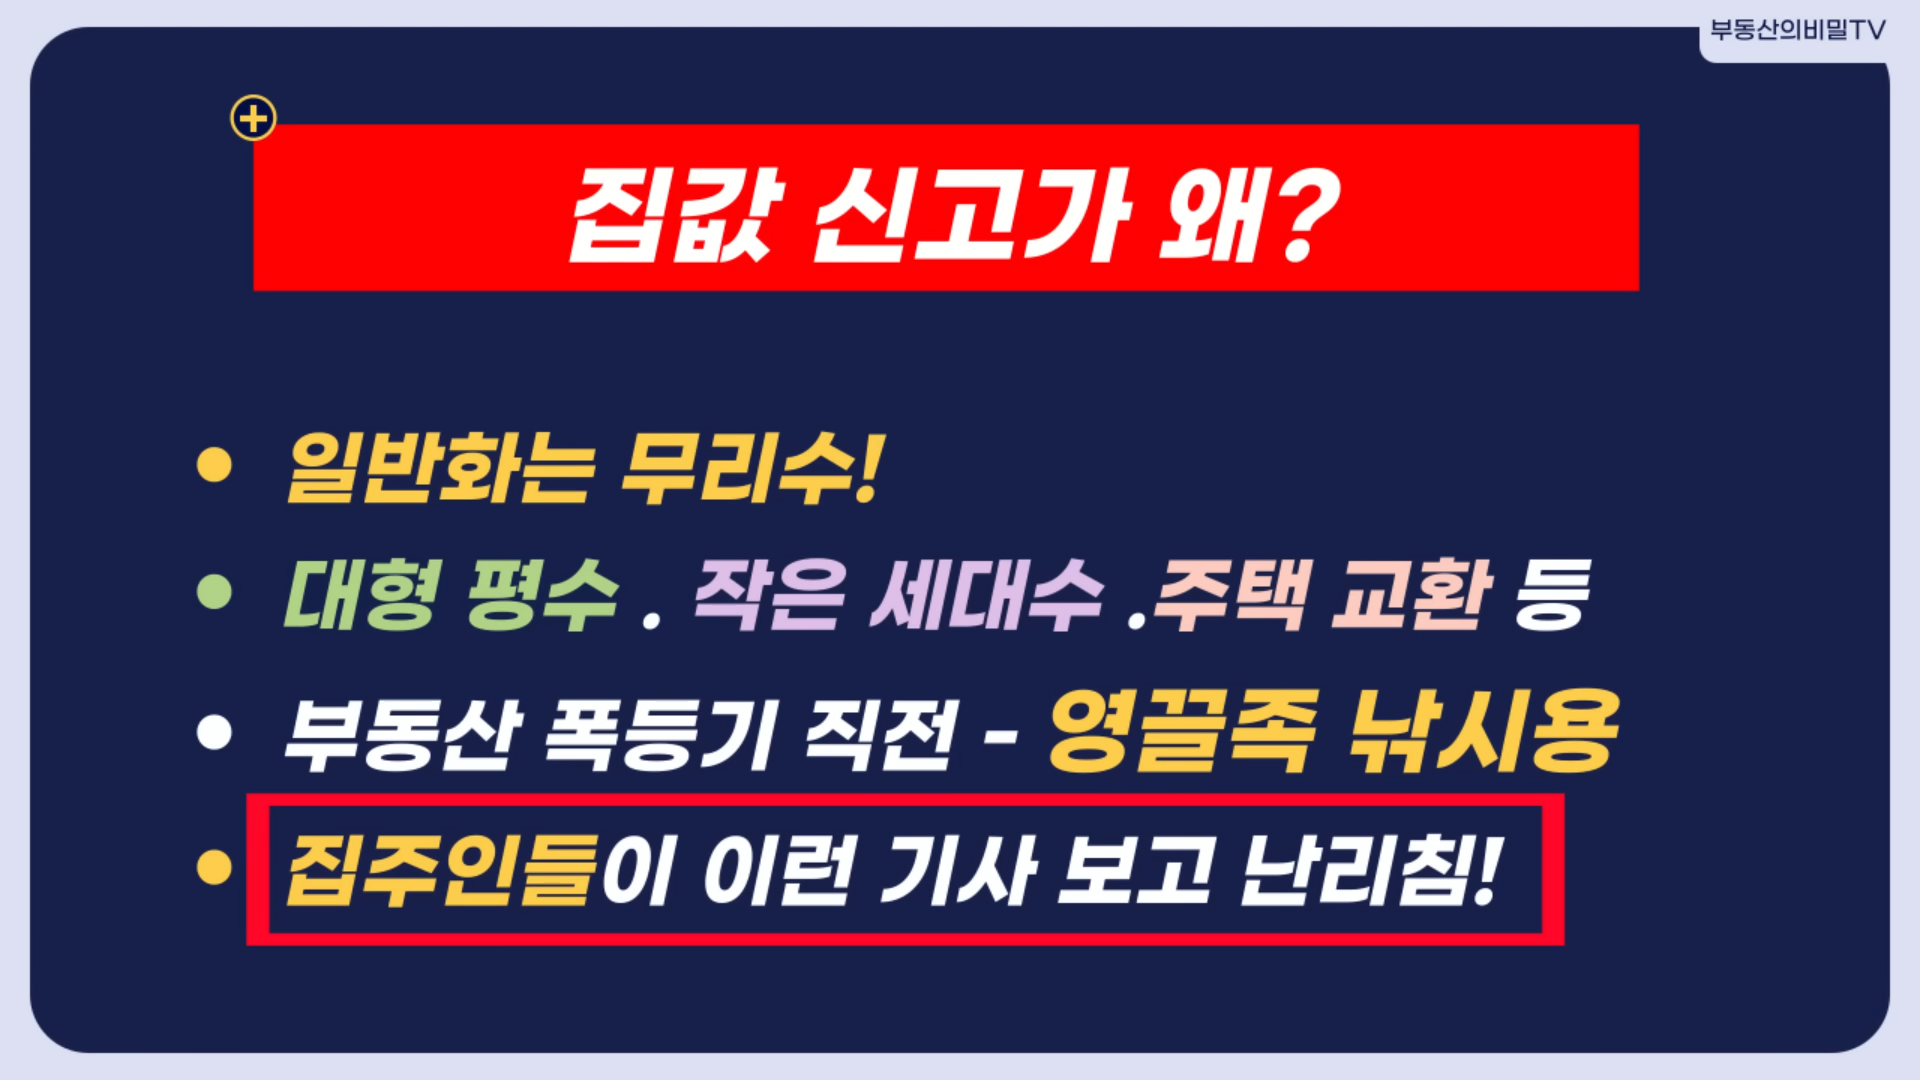 부동산의비밀TV
집값 신고가 왜?
일반화는 무리수!
대형 평수 . 작은 세대수 .주택 교환 등
부동산 폭등기 직전 - 영끌족 낚시용
집주인들이 이런 기사 보고 난리침!